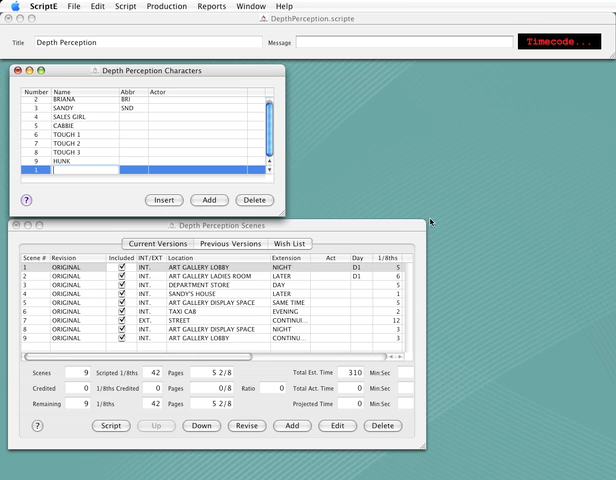 ScriptE File Edit Script Production Reports Window Help
DepthPerception.scripte
Title Depth Perception Message Timecode...
Depth Perception Characters
Number Name Abbr Actor
2 BRIANA BRI
3 SANDY SND
4 SALES GIRL
5 CABBIE
6 TOUGH 1
7 TOUGH 2
8 TOUGH 3
9 HUNK
1
? Insert Add Delete
Depth Perception Scenes
Current Versions Previous Versions Wish List
Scene # Revision Included INT/EXT Location Extension Act Day 1/8ths
1 ORIGINAL INT. ART GALLERY LOBBY NIGHT D1 5
2 ORIGINAL INT. ART GALLERY LADIES ROOM LATER D1 6
3 ORIGINAL INT. DEPARTMENT STORE DAY 5
4 ORIGINAL INT. SANDY'S HOUSE LATER 1
5 ORIGINAL INT. ART GALLERY DISPLAY SPACE SAME TIME 5
6 ORIGINAL INT. TAXI CAB EVENING 2
7 ORIGINAL EXT. STREET CONTINUI... 12
8 ORIGINAL INT. ART GALLERY DISPLAY SPACE NIGHT 3
9 ORIGINAL INT. ART GALLERY LOBBY CONTINU... 3
Scenes 9 Scripted 1/8ths 42 Pages 5 2/8 Total Est. Time 310 Min:Sec
Credited 0 1/8ths Credited 0 Pages 0/8 Ratio 0 Total Act. Time 0 Min:Sec
Remaining 9 1/8ths 42 Pages 5 2/8 Projected Time 0 Min:Sec
? Script Up Down Revise Add Edit Delete